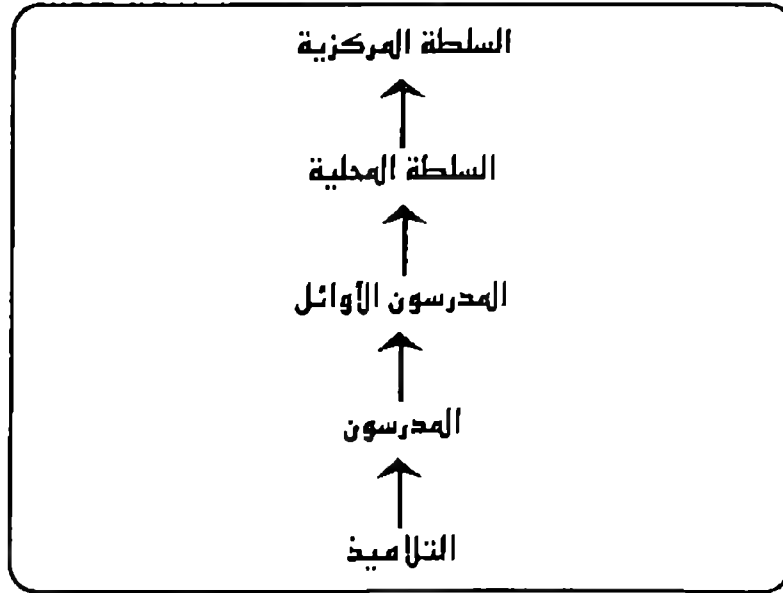 السلطة المركزية
السلطة المحلية
المدرسون الأوائل
المدرسون
التلاميذ